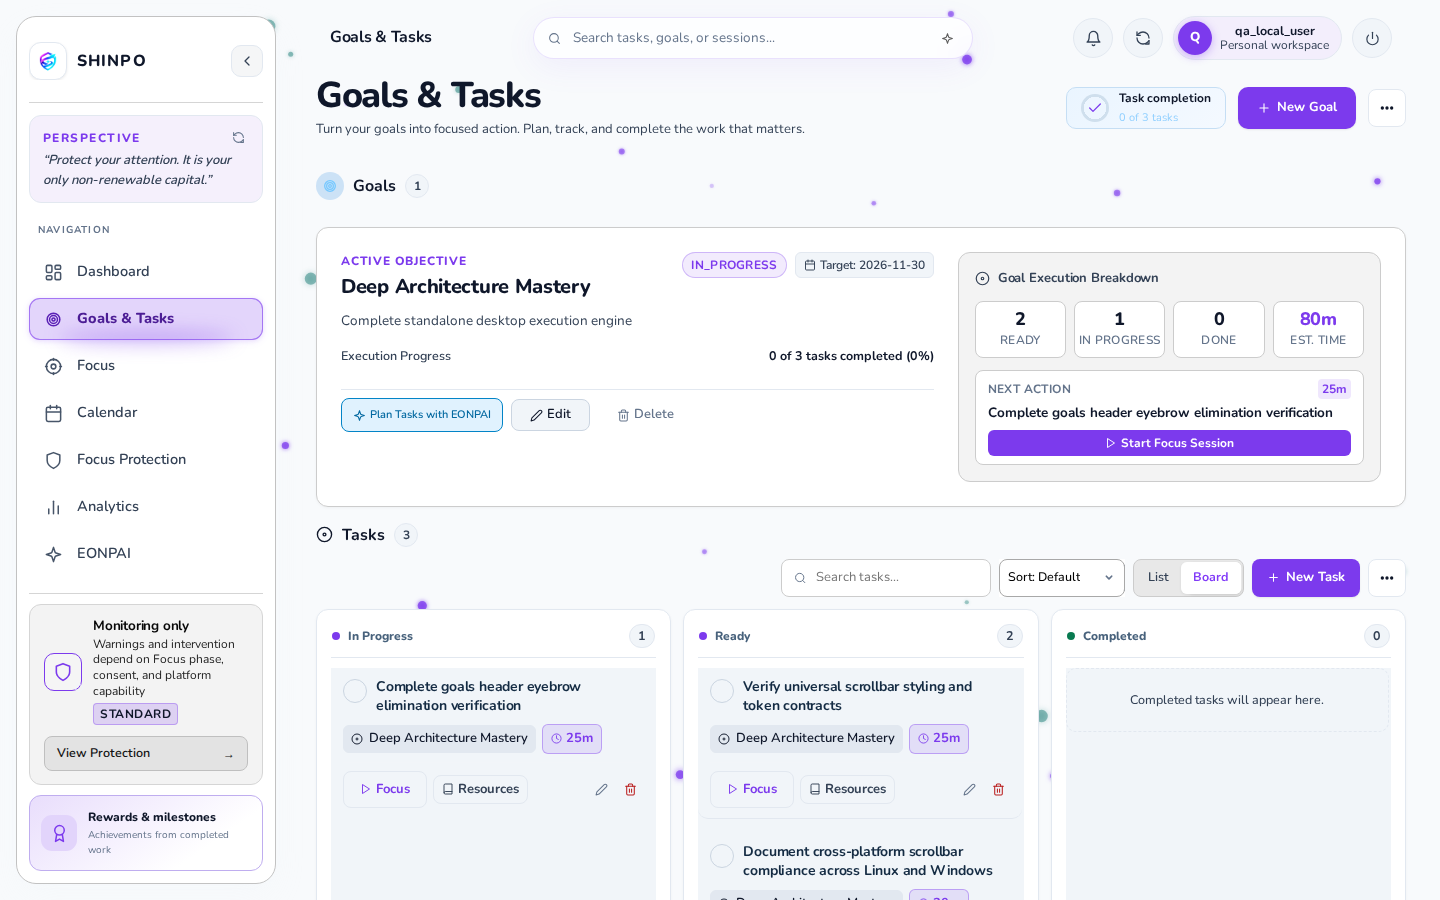 SHINPO
PERSPECTIVE
“Protect your attention. It is your
only non-renewable capital.”
NAVIGATION
Dashboard
Goals & Tasks
Focus
Calendar
Focus Protection
Analytics
EONPAI
Monitoring only
Warnings and intervention
depend on Focus phase,
consent, and platform
capability
STANDARD
View Protection →
Rewards & milestones
Achievements from completed
work
Goals & Tasks
Search tasks, goals, or sessions...
Q
qa_local_user
Personal workspace
Goals & Tasks
Turn your goals into focused action. Plan, track, and complete the work that matters.
Task completion
0 of 3 tasks
+ New Goal
•••
Goals 1
ACTIVE OBJECTIVE
IN_PROGRESS
Target: 2026-11-30
Deep Architecture Mastery
Complete standalone desktop execution engine
Execution Progress
0 of 3 tasks completed (0%)
Plan Tasks with EONPAI
Edit
Delete
Goal Execution Breakdown
2
READY
1
IN PROGRESS
0
DONE
80m
EST. TIME
NEXT ACTION
25m
Complete goals header eyebrow elimination verification
Start Focus Session
Tasks 3
Search tasks...
Sort: Default
List
Board
+ New Task
•••
In Progress 1
Complete goals header eyebrow
elimination verification
Deep Architecture Mastery
25m
Focus
Resources
Ready 2
Verify universal scrollbar styling and
token contracts
Deep Architecture Mastery
25m
Focus
Resources
Document cross-platform scrollbar
compliance across Linux and Windows
Completed 0
Completed tasks will appear here.